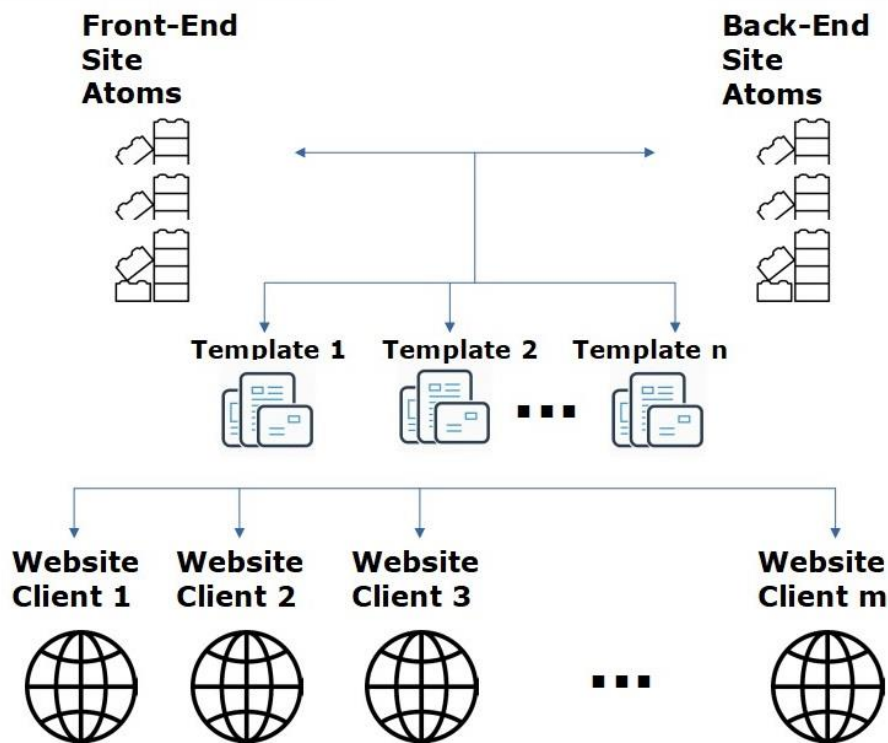 Front-End
Site
Atoms
Back-End
Site
Atoms
Template 1
Template 2
Template n
...
Website
Client 1
Website
Client 2
Website
Client 3
...
Website
Client m